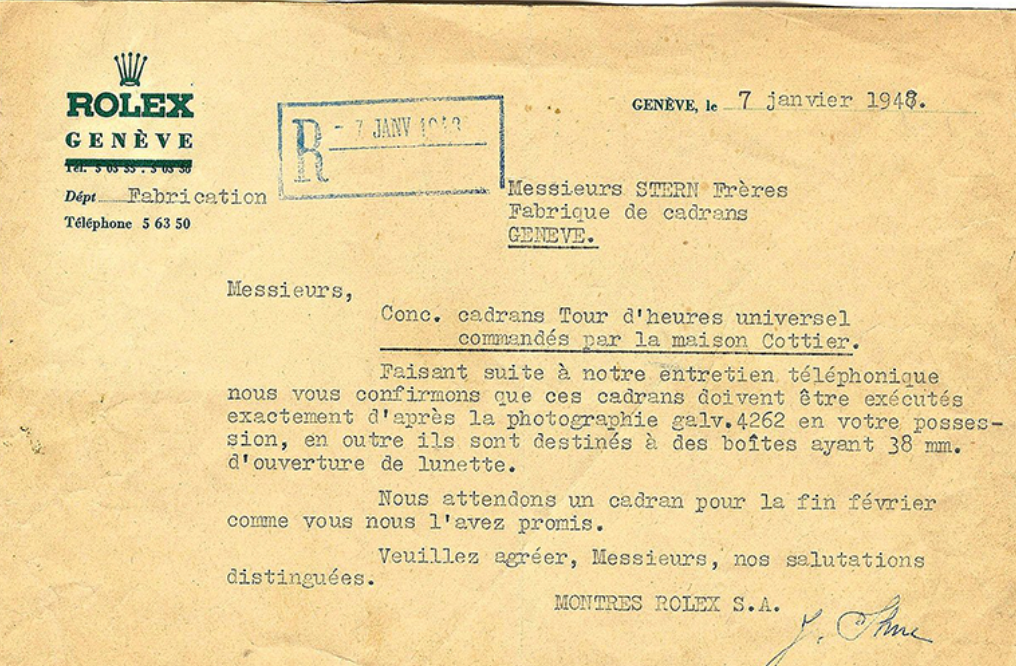 ROLEX
GENÈVE
Tél. 5 63 55 . 5 63 56
Dépt Fabrication
Téléphone 5 63 50
R - 7 JANV
GENÈVE, le 7 janvier 1948.
Messieurs STERN Frères
Fabrique de cadrans
GENEVE.
Messieurs,
Conc. cadrans Tour d'heures universel
commandés par la maison Cottier.
Faisant suite à notre entretien téléphonique
nous vous confirmons que ces cadrans doivent être exécutés
exactement d'après la photographie galv.4262 en votre posses-
sion, en outre ils sont destinés à des boîtes ayant 38 mm.
d'ouverture de lunette.
Nous attendons un cadran pour la fin février
comme vous nous l'avez promis.
Veuillez agréer, Messieurs, nos salutations
distinguées.
MONTRES ROLEX S.A.